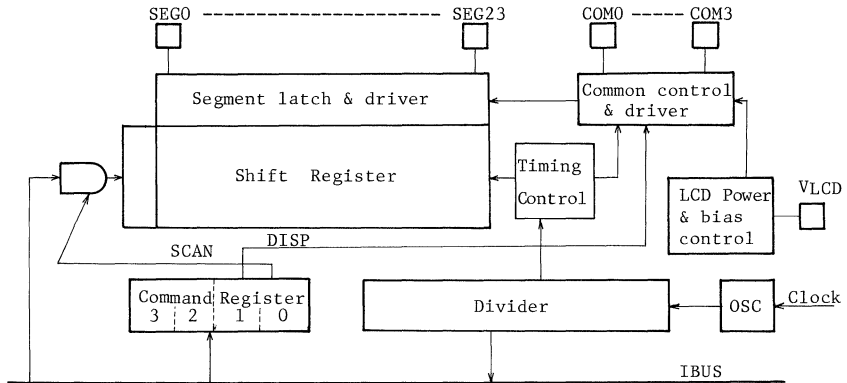 SEG0 SEG23 COM0 COM3
Segment latch & driver
Common control
& driver
Shift Register
Timing
Control
LCD Power
& bias
control
VLCD
DISP
SCAN
Command Register
3 2 1 0
Divider
OSC
Clock
IBUS